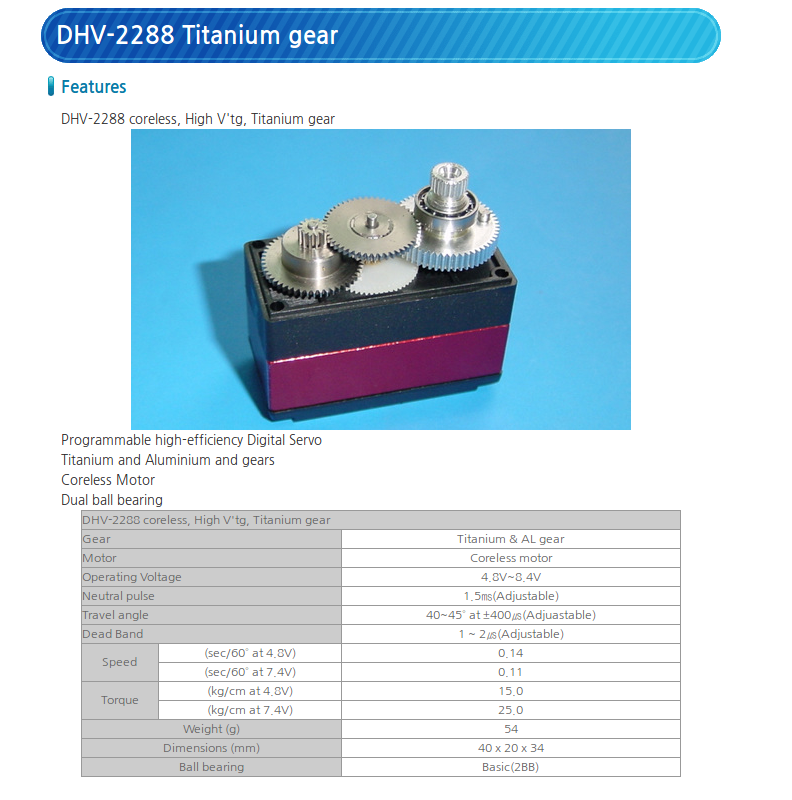 DHV-2288 Titanium gear
Features
DHV-2288 coreless, High V'tg, Titanium gear
Programmable high-efficiency Digital Servo
Titanium and Aluminium and gears
Coreless Motor
Dual ball bearing
DHV-2288 coreless, High V'tg, Titanium gear
Gear Titanium & AL gear
Motor Coreless motor
Operating Voltage 4.8V~8.4V
Neutral pulse 1.5㎳(Adjustable)
Travel angle 40~45˚ at ±400㎲(Adjuastable)
Dead Band 1 ~ 2㎲(Adjustable)
Speed (sec/60˚ at 4.8V) 0.14
(sec/60˚ at 7.4V) 0.11
Torque (kg/cm at 4.8V) 15.0
(kg/cm at 7.4V) 25.0
Weight (g) 54
Dimensions (mm) 40 x 20 x 34
Ball bearing Basic(2BB)